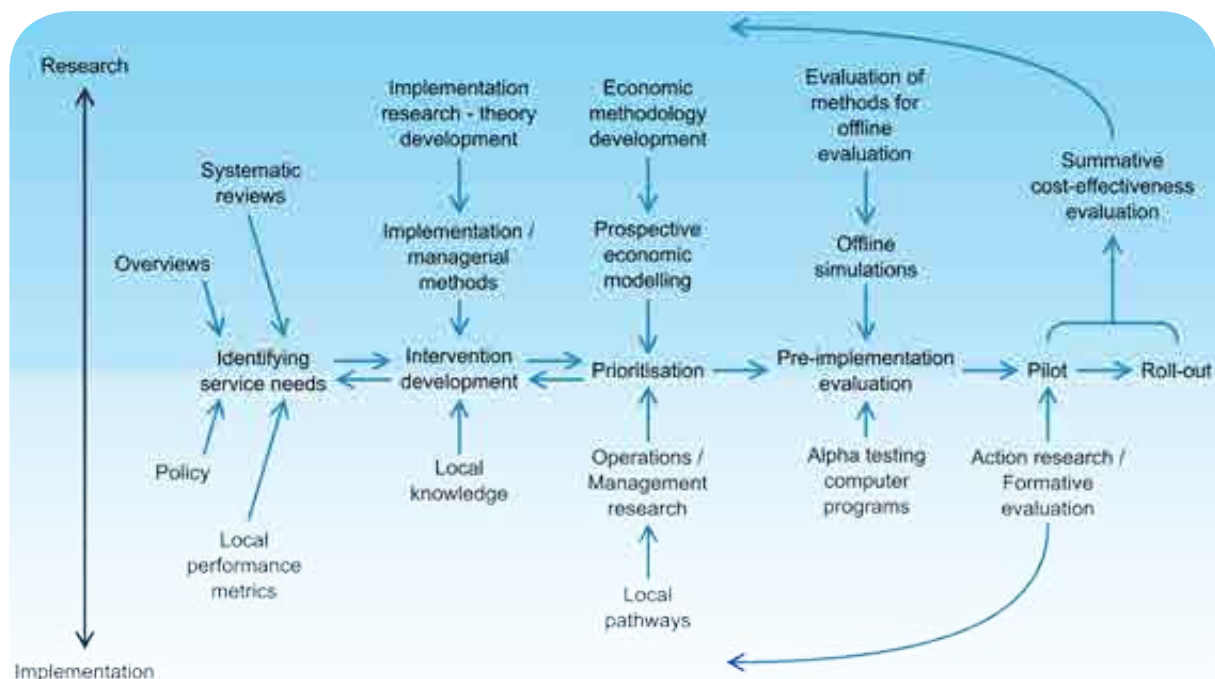 Research
Implementation
research - theory
development
Economic
methodology
development
Evaluation of
methods for
offline
evaluation
Systematic
reviews
Summative
cost-effectiveness
evaluation
Overviews
Implementation /
managerial
methods
Prospective
economic
modelling
Offline
simulations
Identifying
service needs
Intervention
development
Prioritisation
Pre-implementation
evaluation
Pilot
Roll-out
Policy
Local
knowledge
Operations /
Management
research
Alpha testing
computer
programs
Action research /
Formative
evaluation
Local
performance
metrics
Local
pathways
Implementation